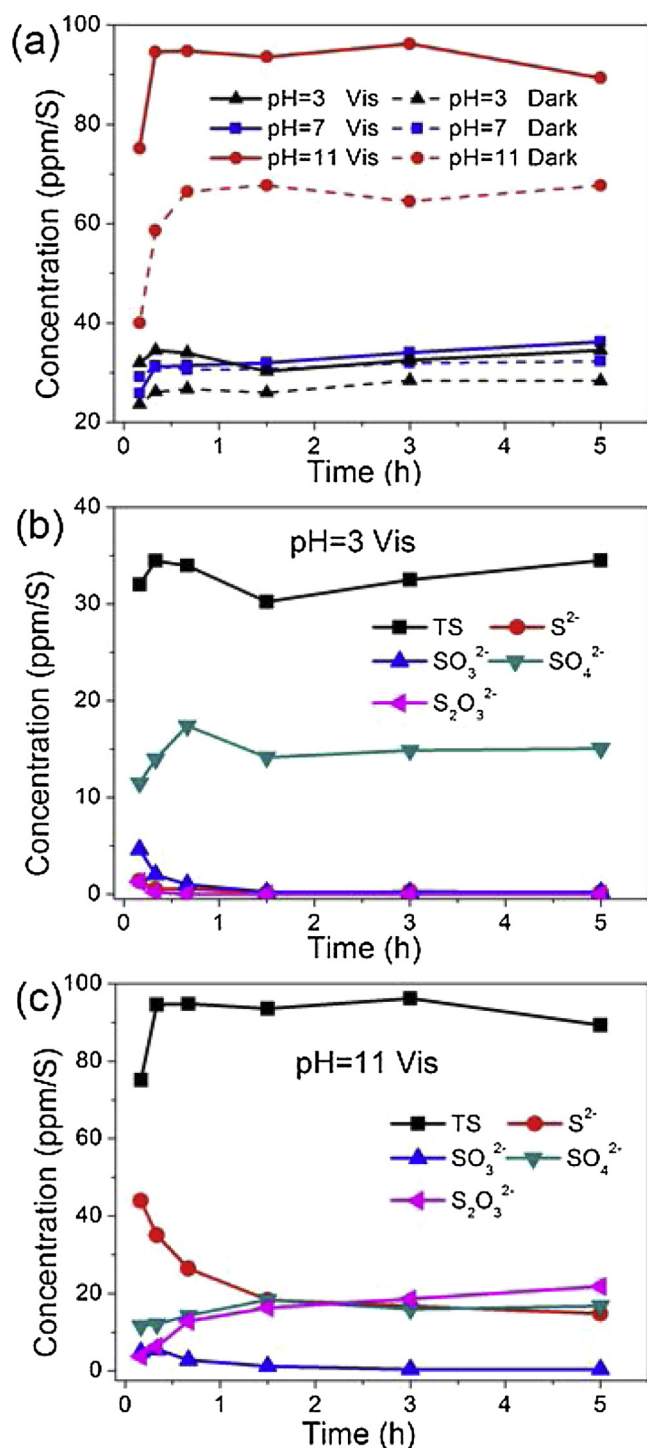 (a)
100
80
60
40
20
Concentration (ppm/S)
pH=3 Vis
pH=3 Dark
pH=7 Vis
pH=7 Dark
pH=11 Vis
pH=11 Dark
0 1 2 3 4 5
Time (h)
(b)
40
30
20
10
0
Concentration (ppm/S)
pH=3 Vis
TS
S²⁻
SO₃²⁻
SO₄²⁻
S₂O₃²⁻
0 1 2 3 4 5
Time (h)
(c)
100
80
60
40
20
0
Concentration (ppm/S)
pH=11 Vis
TS
S²⁻
SO₃²⁻
SO₄²⁻
S₂O₃²⁻
0 1 2 3 4 5
Time (h)